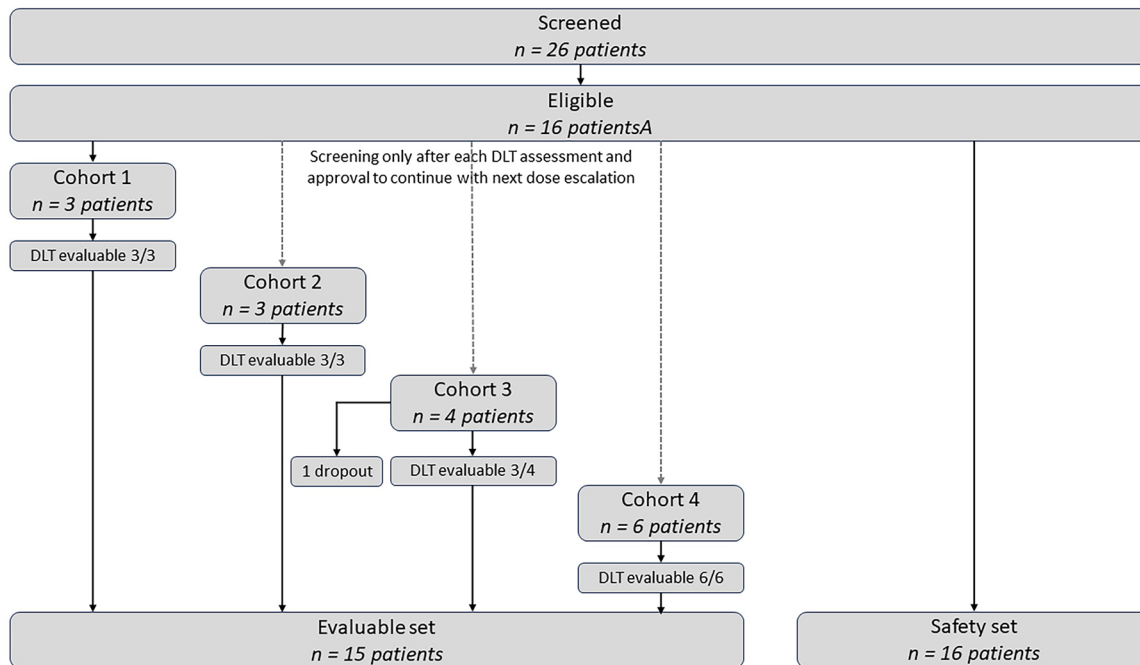 Screened
n = 26 patients
Eligible
n = 16 patientsA
Screening only after each DLT assessment and
approval to continue with next dose escalation
Cohort 1
n = 3 patients
DLT evaluable 3/3
Cohort 2
n = 3 patients
DLT evaluable 3/3
Cohort 3
n = 4 patients
1 dropout
DLT evaluable 3/4
Cohort 4
n = 6 patients
DLT evaluable 6/6
Evaluable set
n = 15 patients
Safety set
n = 16 patients